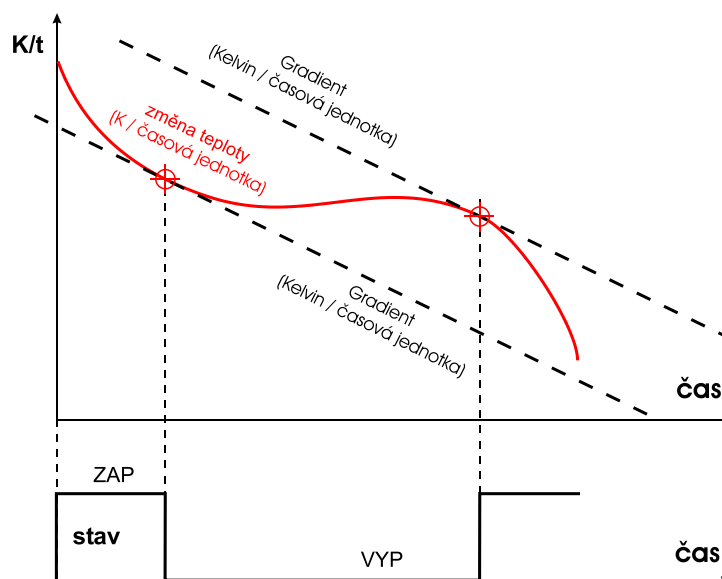 K/t
Gradient
(Kelvin / časová jednotka)
změna teploty
(K / časová jednotka)
Gradient
(Kelvin / časová jednotka)
čas
ZAP
stav
VYP
čas